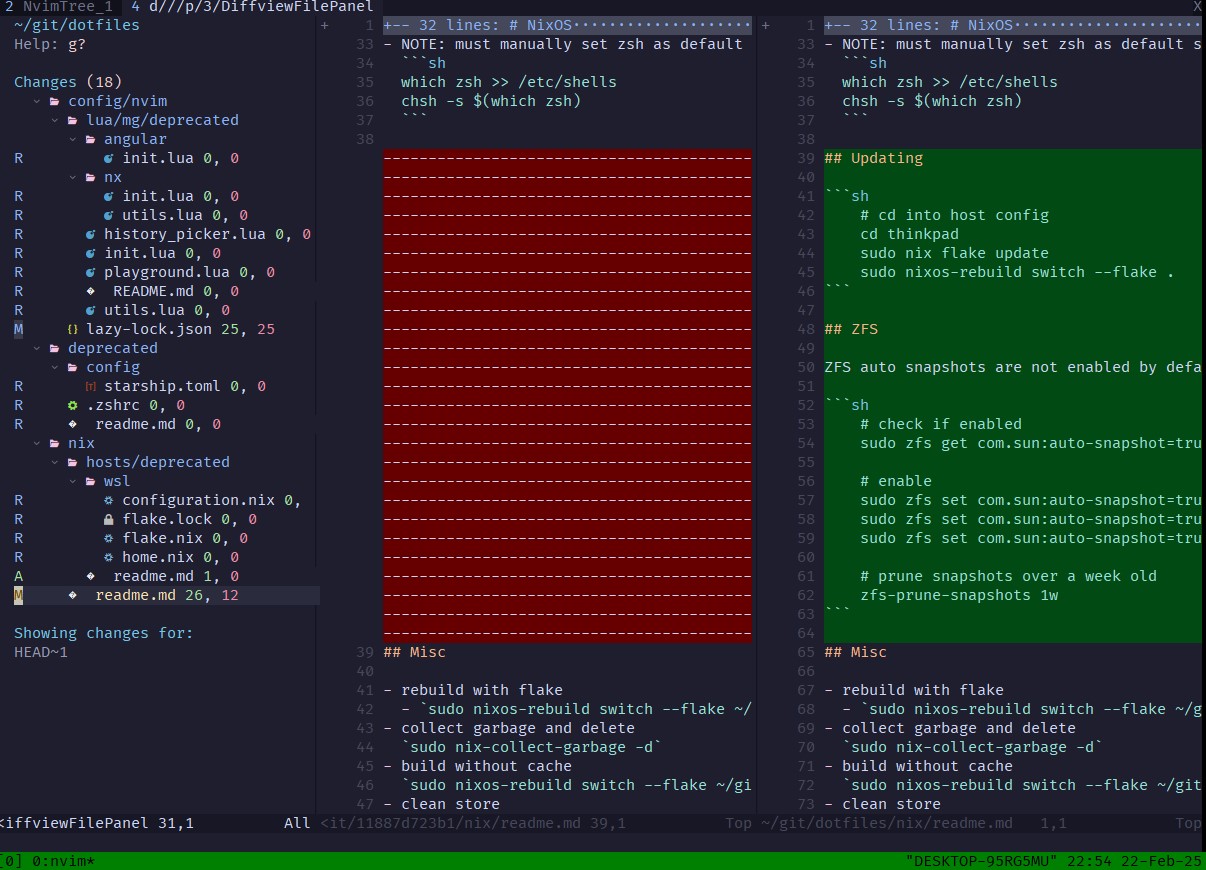 2 NvimTree_1   4 d///p/3/DiffviewFilePanel   X
~/git/dotfiles
Help: g?
Changes (18)
config/nvim
lua/mg/deprecated
angular
R init.lua 0, 0
nx
R init.lua 0, 0
R utils.lua 0, 0
R history_picker.lua 0, 0
R init.lua 0, 0
R playground.lua 0, 0
R README.md 0, 0
R utils.lua 0, 0
M {} lazy-lock.json 25, 25
deprecated
config
R starship.toml 0, 0
R .zshrc 0, 0
R readme.md 0, 0
nix
hosts/deprecated
wsl
R configuration.nix 0,
R flake.lock 0, 0
R flake.nix 0, 0
R home.nix 0, 0
A readme.md 1, 0
M readme.md 26, 12
Showing changes for:
HEAD~1
+ 1 +-- 32 lines: # NixOS
33 - NOTE: must manually set zsh as default
34 ```sh
35 which zsh >> /etc/shells
36 chsh -s $(which zsh)
37 ```
38
39 ## Misc
40
41 - rebuild with flake
42 - `sudo nixos-rebuild switch --flake ~/
43 - collect garbage and delete
44 `sudo nix-collect-garbage -d`
45 - build without cache
46 `sudo nixos-rebuild switch --flake ~/gi
47 - clean store
+ 1 +-- 32 lines: # NixOS
33 - NOTE: must manually set zsh as default s
34 ```sh
35 which zsh >> /etc/shells
36 chsh -s $(which zsh)
37 ```
38
39 ## Updating
40
41 ```sh
42 # cd into host config
43 cd thinkpad
44 sudo nix flake update
45 sudo nixos-rebuild switch --flake .
46 ```
47
48 ## ZFS
49
50 ZFS auto snapshots are not enabled by defa
51
52 ```sh
53 # check if enabled
54 sudo zfs get com.sun:auto-snapshot=tru
55
56 # enable
57 sudo zfs set com.sun:auto-snapshot=tru
58 sudo zfs set com.sun:auto-snapshot=tru
59 sudo zfs set com.sun:auto-snapshot=tru
60
61 # prune snapshots over a week old
62 zfs-prune-snapshots 1w
63 ```
64
65 ## Misc
66
67 - rebuild with flake
68 - `sudo nixos-rebuild switch --flake ~/g
69 - collect garbage and delete
70 `sudo nix-collect-garbage -d`
71 - build without cache
72 `sudo nixos-rebuild switch --flake ~/git
73 - clean store
<iffviewFilePanel 31,1 All <it/11887d723b1/nix/readme.md 39,1 Top ~/git/dotfiles/nix/readme.md 1,1 Top
[0] 0:nvim* "DESKTOP-95RG5MU" 22:54 22-Feb-25